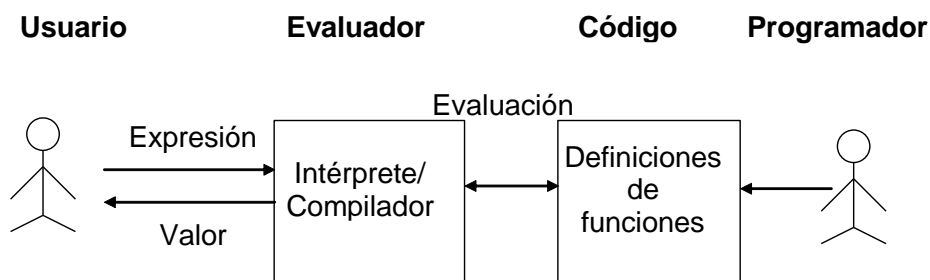 Usuario
Evaluador
Código
Programador
Evaluación
Expresión
Intérprete/
Compilador
Definiciones
de
funciones
Valor